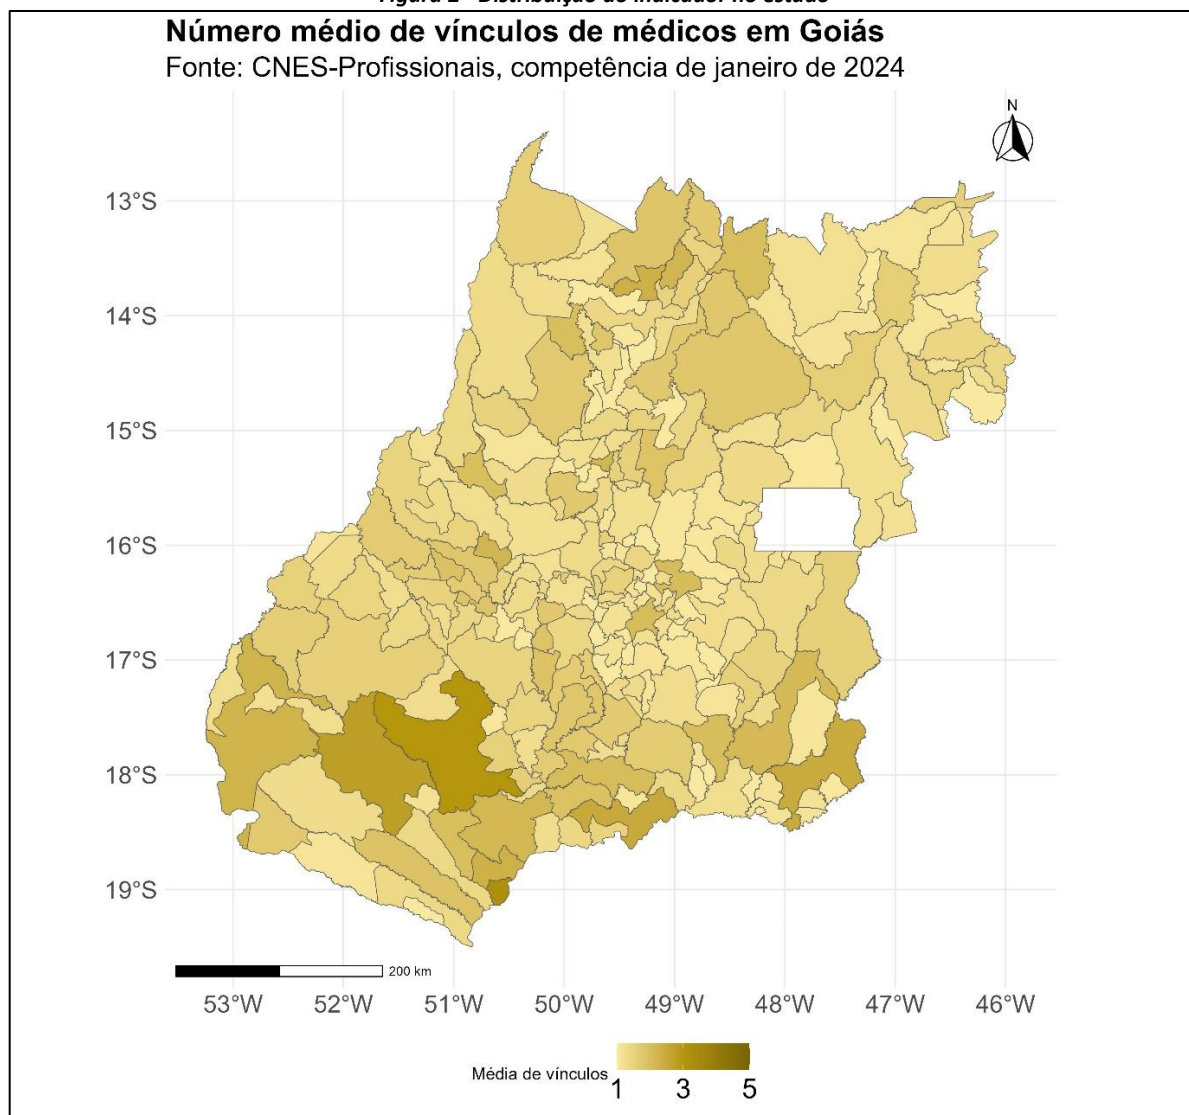 Número médio de vínculos de médicos em Goiás
Fonte: CNES-Profissionais, competência de janeiro de 2024
N
13°S
14°S
15°S
16°S
17°S
18°S
19°S
200 km
53°W 52°W 51°W 50°W 49°W 48°W 47°W 46°W
Média de vínculos 1 3 5